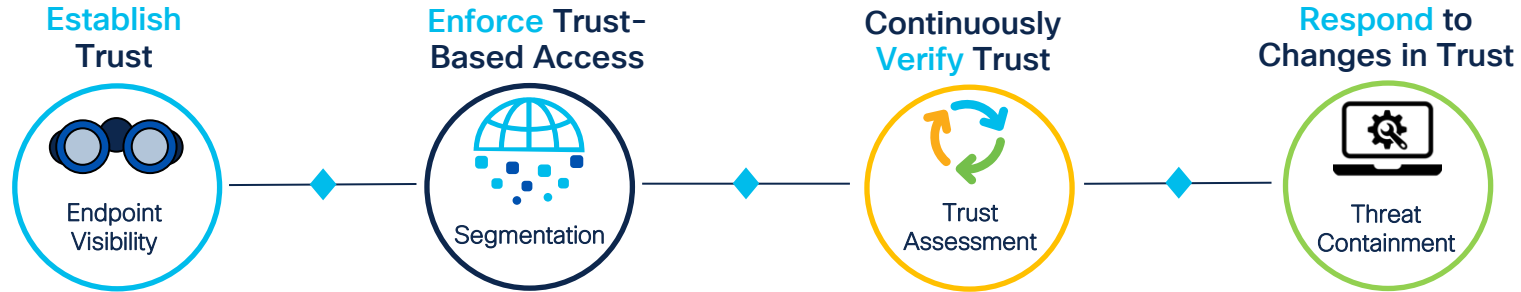 Establish
Trust
Endpoint
Visibility
Enforce Trust-
Based Access
Segmentation
Continuously
Verify Trust
Trust
Assessment
Respond to
Changes in Trust
Threat
Containment